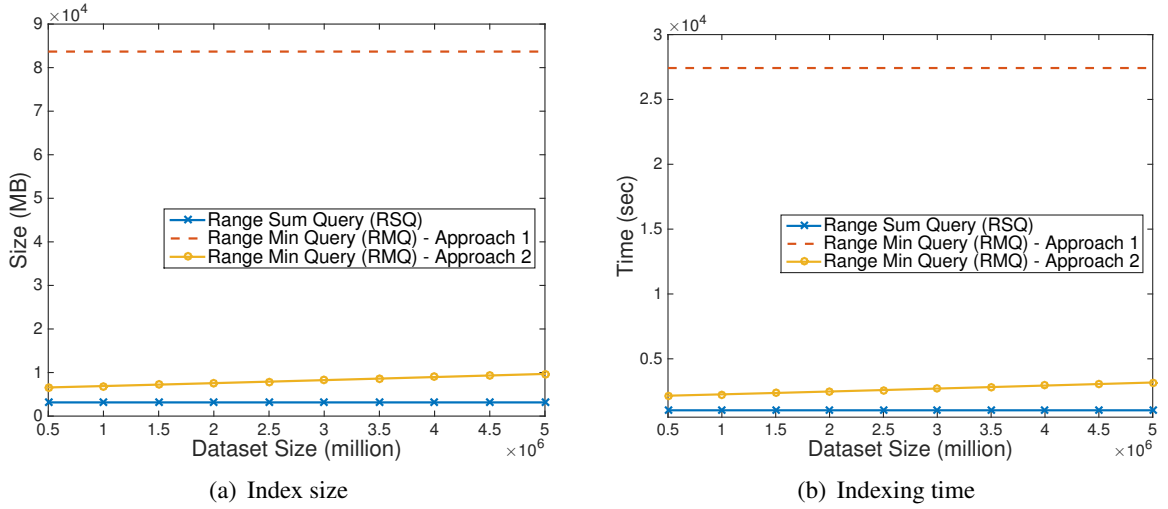 ×10⁴
9
8
7
6
5
4
3
2
1
0
Size (MB)
Range Sum Query (RSQ)
Range Min Query (RMQ) - Approach 1
Range Min Query (RMQ) - Approach 2
0.5 1 1.5 2 2.5 3 3.5 4 4.5 5
Dataset Size (million) ×10⁶
(a) Index size
×10⁴
3
2.5
2
1.5
1
0.5
Time (sec)
Range Sum Query (RSQ)
Range Min Query (RMQ) - Approach 1
Range Min Query (RMQ) - Approach 2
0.5 1 1.5 2 2.5 3 3.5 4 4.5 5
Dataset Size (million) ×10⁶
(b) Indexing time